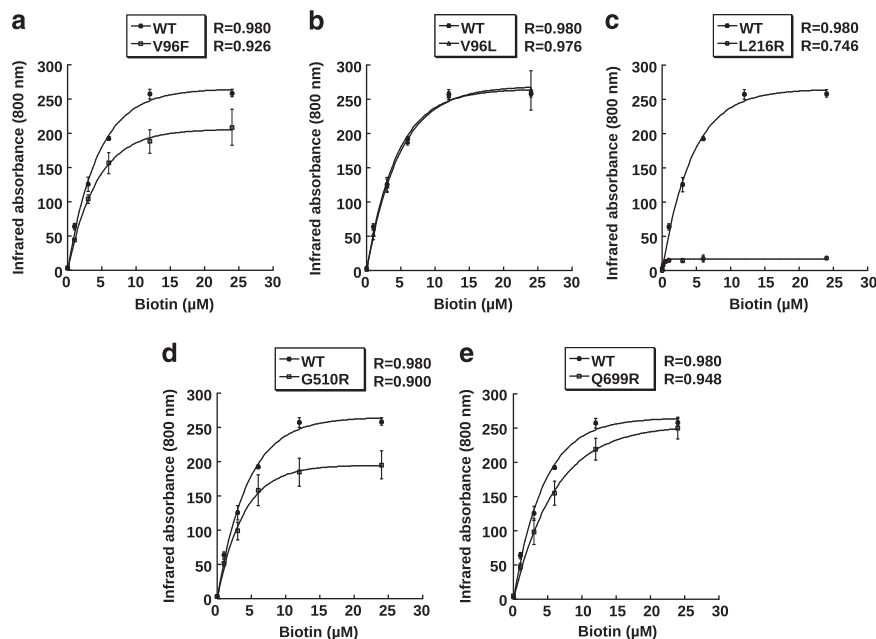 a
WT R=0.980
V96F R=0.926
300
250
200
150
100
50
0
Infrared absorbance (800 nm)
0 5 10 15 20 25 30
Biotin (µM)
b
WT R=0.980
V96L R=0.976
300
250
200
150
100
50
0
Infrared absorbance (800 nm)
0 5 10 15 20 25 30
Biotin (µM)
c
WT R=0.980
L216R R=0.746
300
250
200
150
100
50
0
Infrared absorbance (800 nm)
0 5 10 15 20 25 30
Biotin (µM)
d
WT R=0.980
G510R R=0.900
300
250
200
150
100
50
0
Infrared absorbance (800 nm)
0 5 10 15 20 25 30
Biotin (µM)
e
WT R=0.980
Q699R R=0.948
300
250
200
150
100
50
0
Infrared absorbance (800 nm)
0 5 10 15 20 25 30
Biotin (µM)